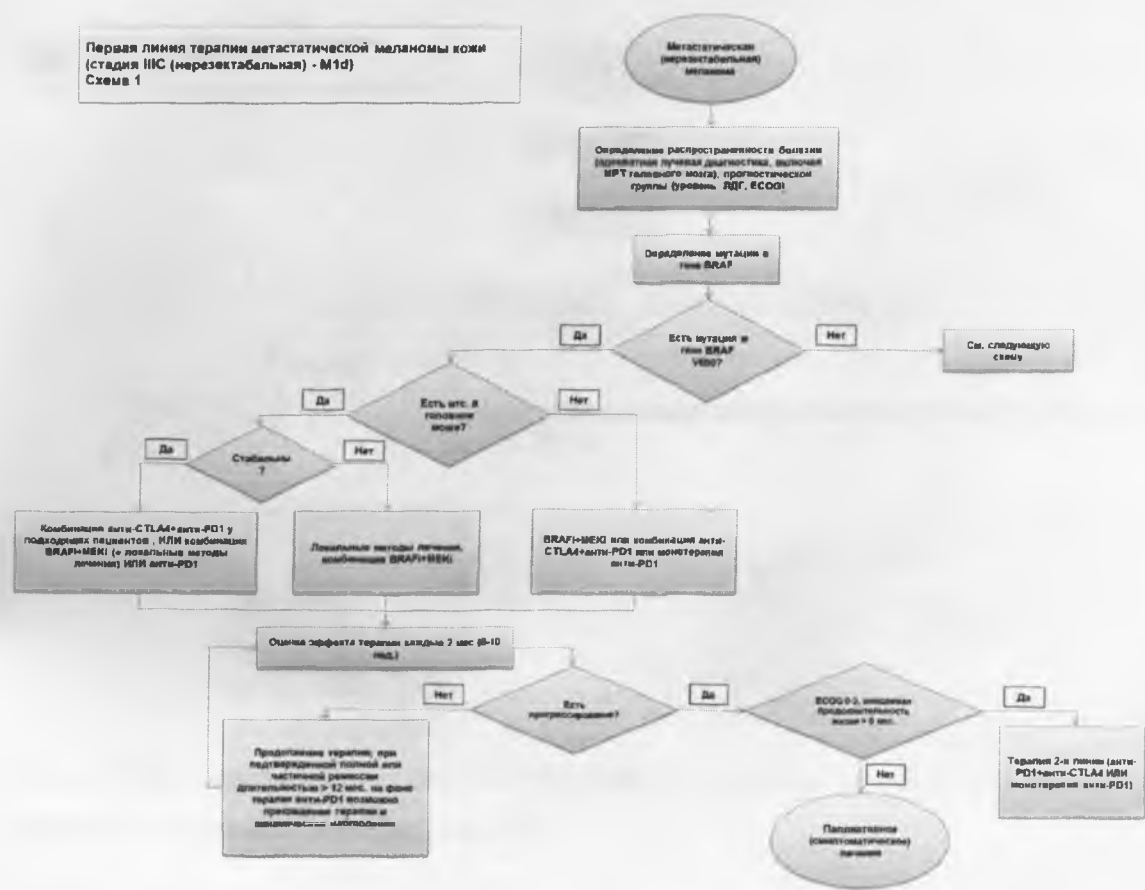 Первая линия терапии метастатической меланомы кожи
(стадия IIIC (нерезектабельная) - M1d)
Схема 1
Метастатическая
(нерезектабельная)
меланома
Определение распространенности болезни
(адекватная лучевая диагностика, включая
МРТ головного мозга), прогностической
группы (уровень ЛДГ, ECOG)
Определение мутации в
гене BRAF
Есть мутация в
гене BRAF
V600?
Да
Нет
См. следующую
схему
Есть мтс. в
головном
мозге?
Да
Нет
Стабильны
?
Да
Нет
Комбинация анти-CTLA4+анти-PD1 у
подходящих пациентов , ИЛИ комбинация
BRAFi+MEKi (+ локальные методы
лечения) ИЛИ анти-PD1
Локальные методы лечения,
комбинация BRAFi+MEKi
BRAFi+MEKi или комбинация анти-
CTLA4+анти-PD1 или монотерапия
анти-PD1
Оценка эффекта терапии каждые 2 мес (8-10
нед.)
Есть
прогрессирование?
Нет
Да
ECOG 0-2, ожидаемая
продолжительность
жизни > 6 мес.
Да
Нет
Продолжение терапии; при
подтвержденной полной или
частичной ремиссии
длительностью > 12 мес. на фоне
терапии анти-PD1 возможно
прекращение терапии и
наблюдение
Терапия 2-й линии (анти-
PD1+анти-CTLA4 ИЛИ
монотерапия анти-PD1)
Паллиативное
(симптоматическое)
лечение